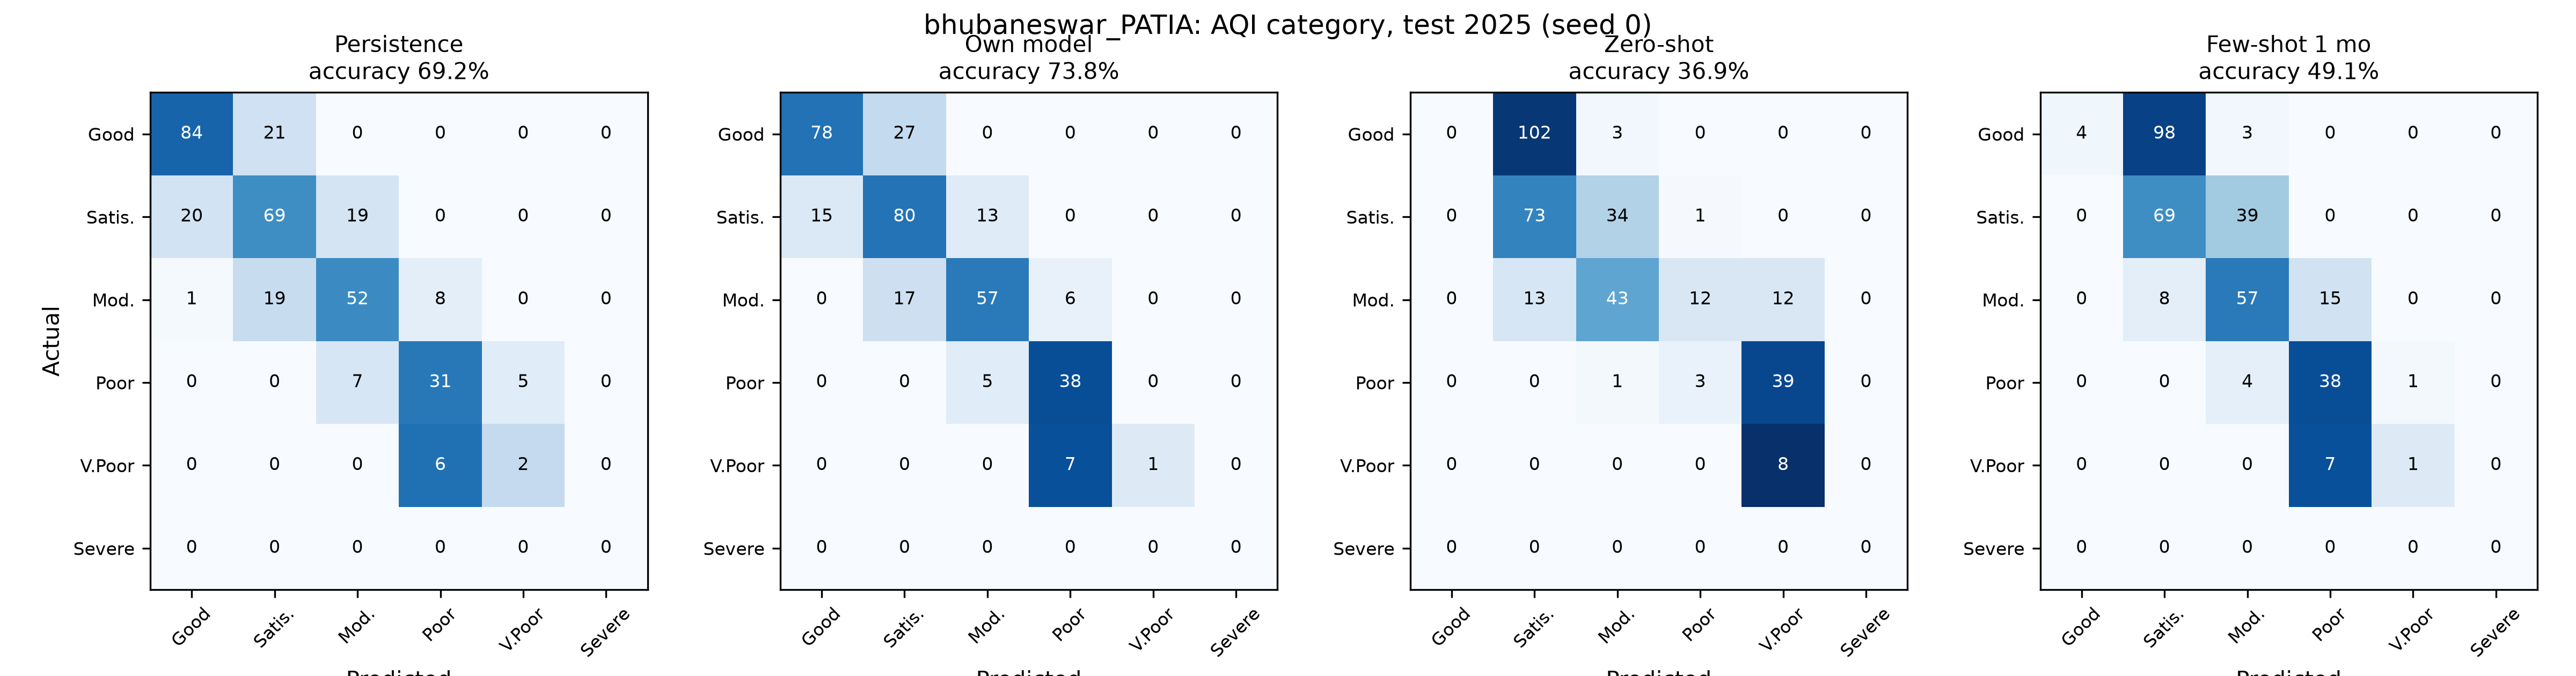 bhubaneswar_PATIA: AQI category, test 2025 (seed 0)
Persistence
accuracy 69.2%
Actual
Good 84 21 0 0 0 0
Satis. 20 69 19 0 0 0
Mod. 1 19 52 8 0 0
Poor 0 0 7 31 5 0
V.Poor 0 0 0 6 2 0
Severe 0 0 0 0 0 0
Good Satis. Mod. Poor V.Poor Severe
Predicted
Own model
accuracy 73.8%
Good 78 27 0 0 0 0
Satis. 15 80 13 0 0 0
Mod. 0 17 57 6 0 0
Poor 0 0 5 38 0 0
V.Poor 0 0 0 7 1 0
Severe 0 0 0 0 0 0
Good Satis. Mod. Poor V.Poor Severe
Predicted
Zero-shot
accuracy 36.9%
Good 0 102 3 0 0 0
Satis. 0 73 34 1 0 0
Mod. 0 13 43 12 12 0
Poor 0 0 1 3 39 0
V.Poor 0 0 0 0 8 0
Severe 0 0 0 0 0 0
Good Satis. Mod. Poor V.Poor Severe
Predicted
Few-shot 1 mo
accuracy 49.1%
Good 4 98 3 0 0 0
Satis. 0 69 39 0 0 0
Mod. 0 8 57 15 0 0
Poor 0 0 4 38 1 0
V.Poor 0 0 0 7 1 0
Severe 0 0 0 0 0 0
Good Satis. Mod. Poor V.Poor Severe
Predicted